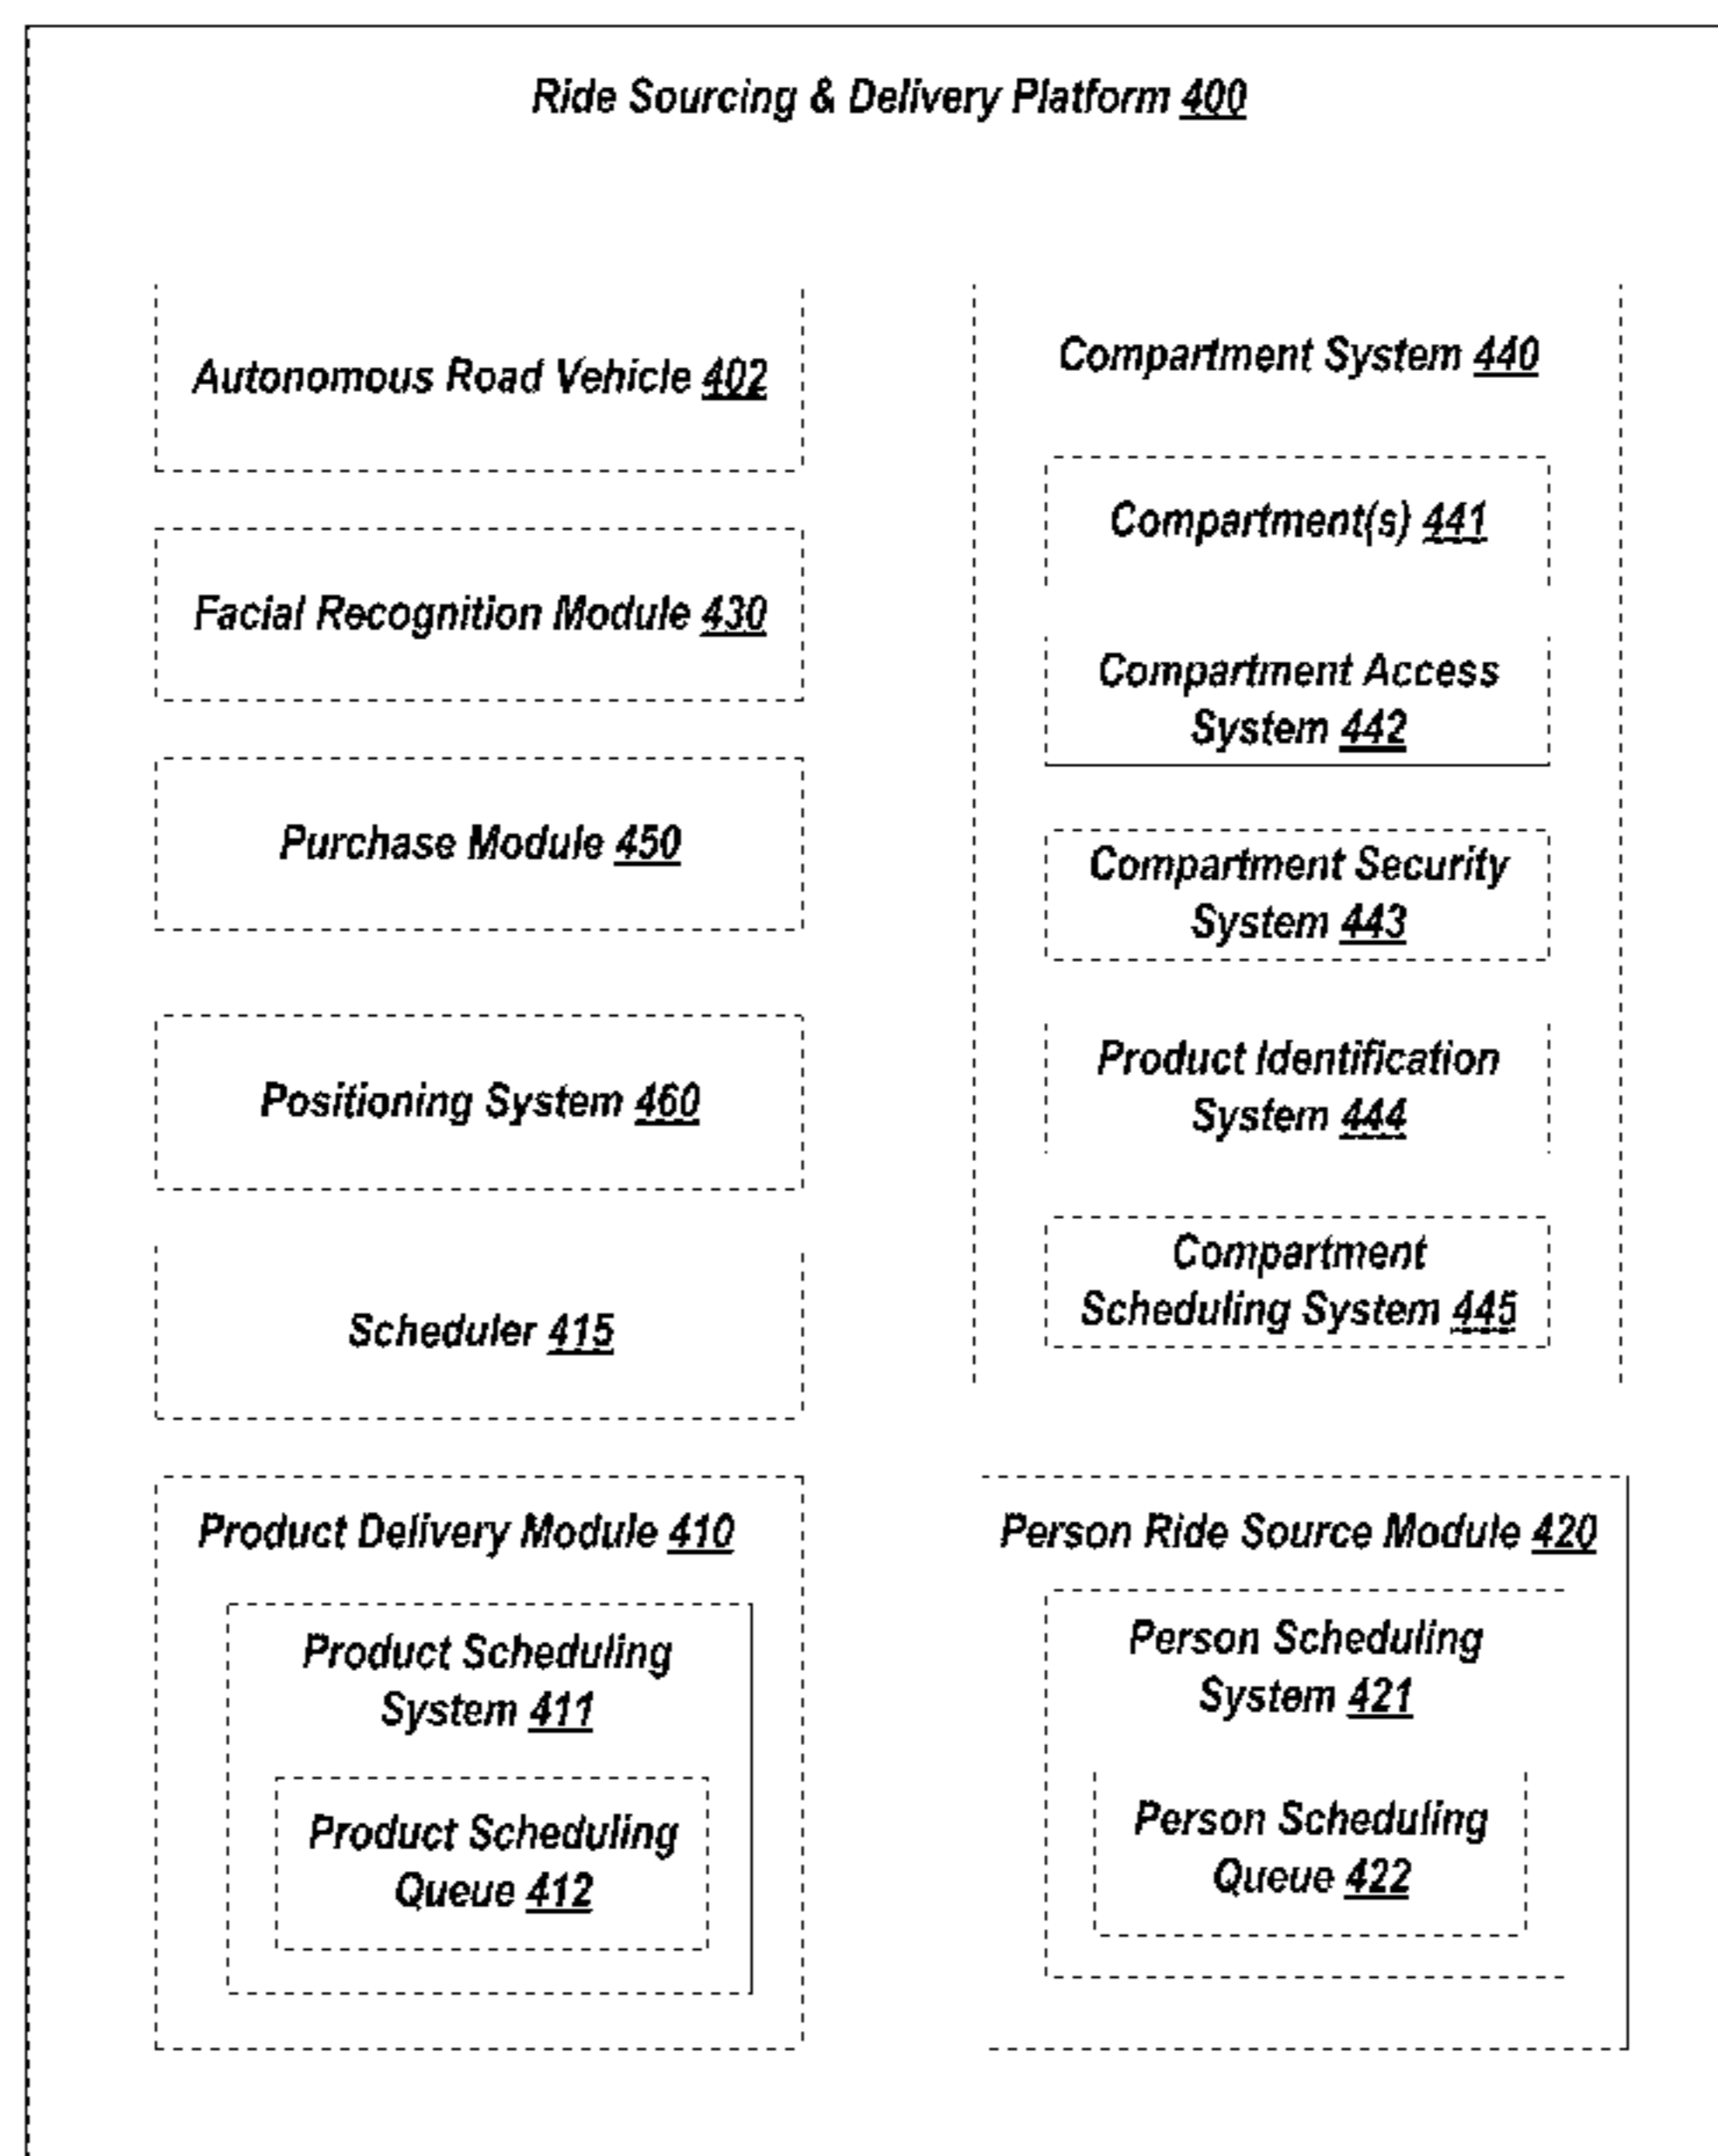 Ride Sourcing & Delivery Platform 400
Autonomous Road Vehicle 402
Facial Recognition Module 430
Purchase Module 450
Positioning System 460
Scheduler 415
Product Delivery Module 410
Product Scheduling
System 411
Product Scheduling
Queue 412
Compartment System 440
Compartment(s) 441
Compartment Access
System 442
Compartment Security
System 443
Product Identification
System 444
Compartment
Scheduling System 445
Person Ride Source Module 420
Person Scheduling
System 421
Person Scheduling
Queue 422